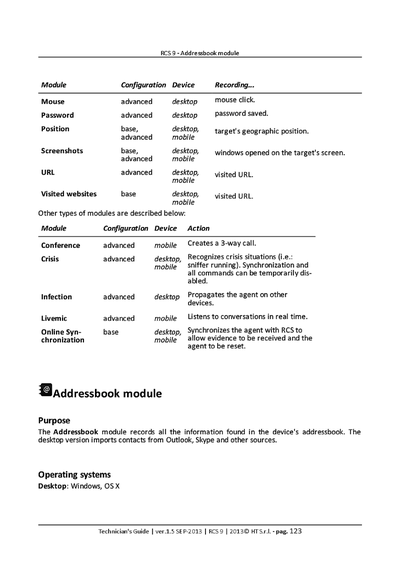 RCS 9 - Addressbook module
Module Configuration Device Recording...
Mouse advanced desktop mouse click.
Password advanced desktop password saved.
Position base, desktop, target's geographic position.
advanced mobile
Screenshots base, desktop, windows opened on the target's screen.
advanced mobile
URL advanced desktop, visited URL.
mobile
Visited websites base desktop, visited URL.
mobile
Other types of modules are described below:
Module Configuration Device Action
Conference advanced mobile Creates a 3-way call.
Crisis advanced desktop, Recognizes crisis situations (i.e.:
mobile sniffer running). Synchronization and
all commands can be temporarily dis-
abled.
Infection advanced desktop Propagates the agent on other
devices.
Livemic advanced mobile Listens to conversations in real time.
Online Syn- base desktop, Synchronizes the agent with RCS to
chronization mobile allow evidence to be received and the
agent to be reset.
Addressbook module
Purpose
The Addressbook module records all the information found in the device's addressbook. The
desktop version imports contacts from Outlook, Skype and other sources.
Operating systems
Desktop: Windows, OS X
Technician's Guide | ver.1.5 SEP-2013 | RCS 9 | 2013© HT S.r.l. - pag. 123